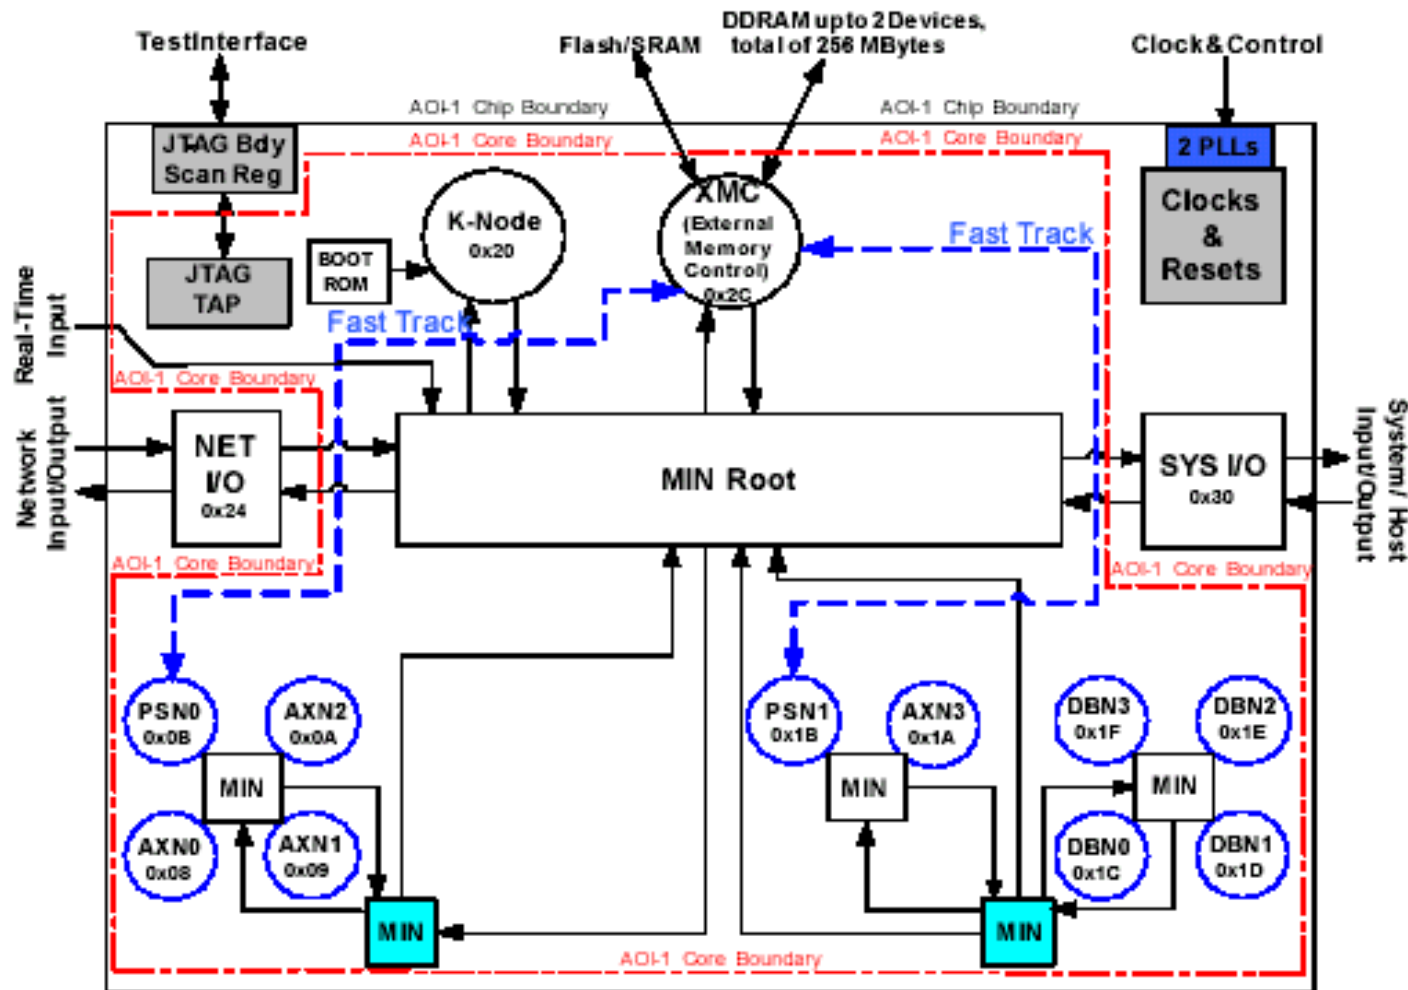 TestInterface
Flash/SRAM
DDRAM upto 2 Devices,
total of 256 MBytes
Clock & Control
AOI-1 Chip Boundary
AOI-1 Chip Boundary
AOI-1 Core Boundary
AOI-1 Core Boundary
JTAG Bdy
Scan Reg
2 PLLs
Clocks
&
Resets
K-Node
0x20
XMC
(External
Memory
Control)
0x2C
Fast Track
BOOT
ROM
JTAG
TAP
Fast Track
Real-Time
Input
AOI-1 Core Boundary
Network
Input/Output
NET
I/O
0x24
MIN Root
SYS I/O
0x30
System/ Host
Input/Output
AOI-1 Core Boundary
AOI-1 Core Boundary
PSN0
0x0B
AXN2
0x0A
PSN1
0x1B
AXN3
0x1A
DBN3
0x1F
DBN2
0x1E
MIN
MIN
MIN
AXN0
0x08
AXN1
0x09
DBN0
0x1C
DBN1
0x1D
MIN
MIN
AOI-1 Core Boundary